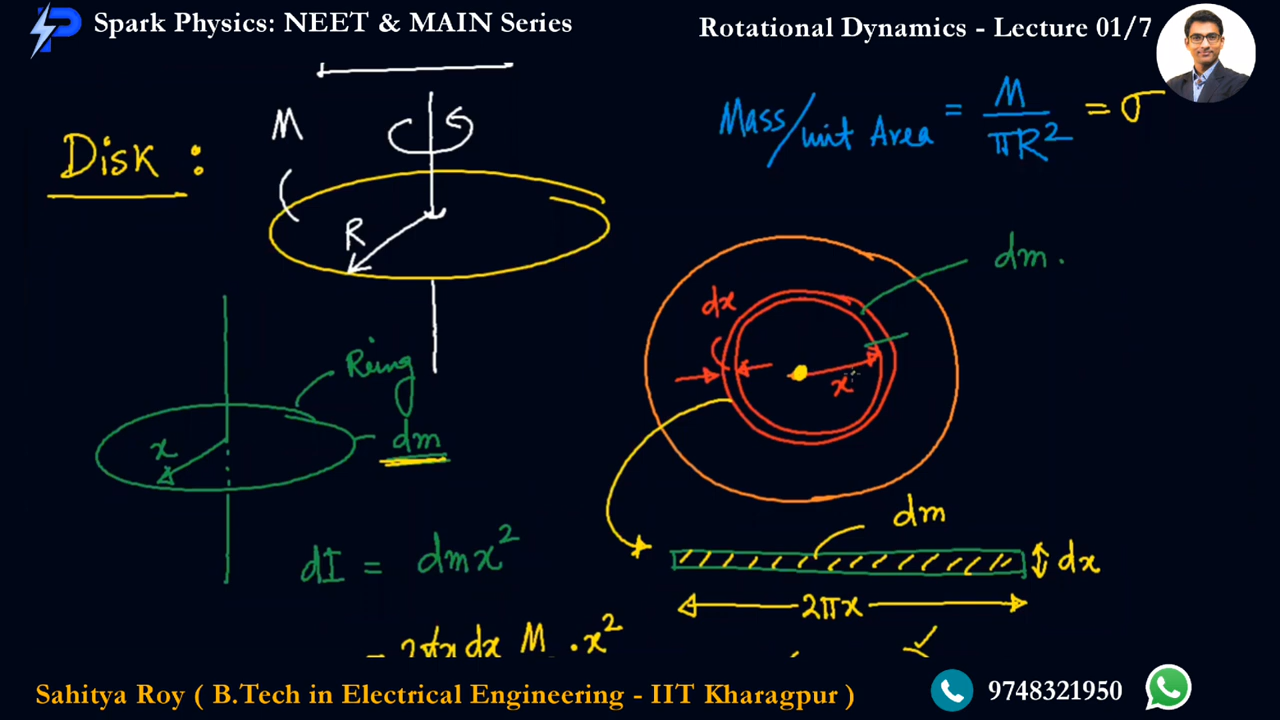 Spark Physics: NEET & MAIN Series
Rotational Dynamics - Lecture 01/7
Disk :
M
R
Mass/unit Area = M/πR² = σ
dm.
dx
x
Ring
dm
x
dI = dmx²
dm
dx
2πx
M . x²
Sahitya Roy ( B.Tech in Electrical Engineering - IIT Kharagpur )
9748321950